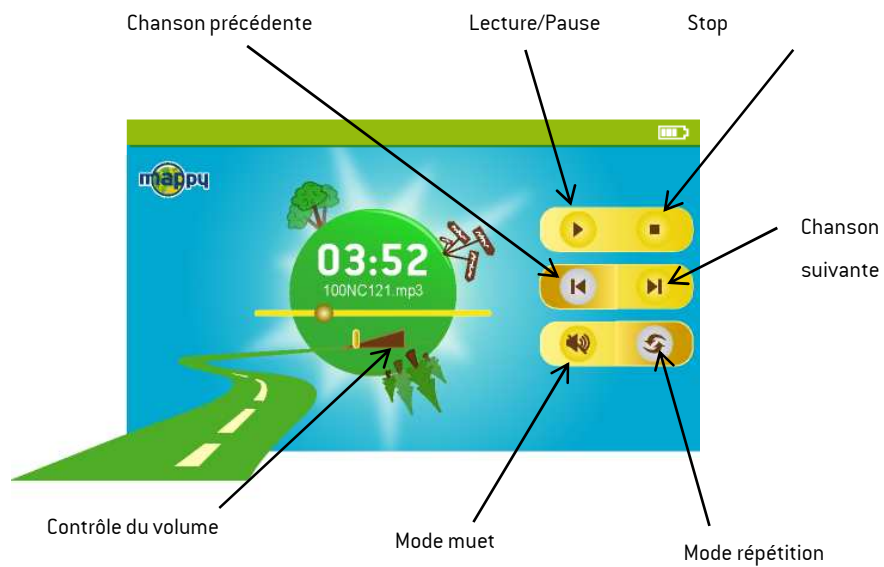 Chanson précédente
Lecture/Pause
Stop
mappy
03:52
100NC121.mp3
Chanson
suivante
Contrôle du volume
Mode muet
Mode répétition